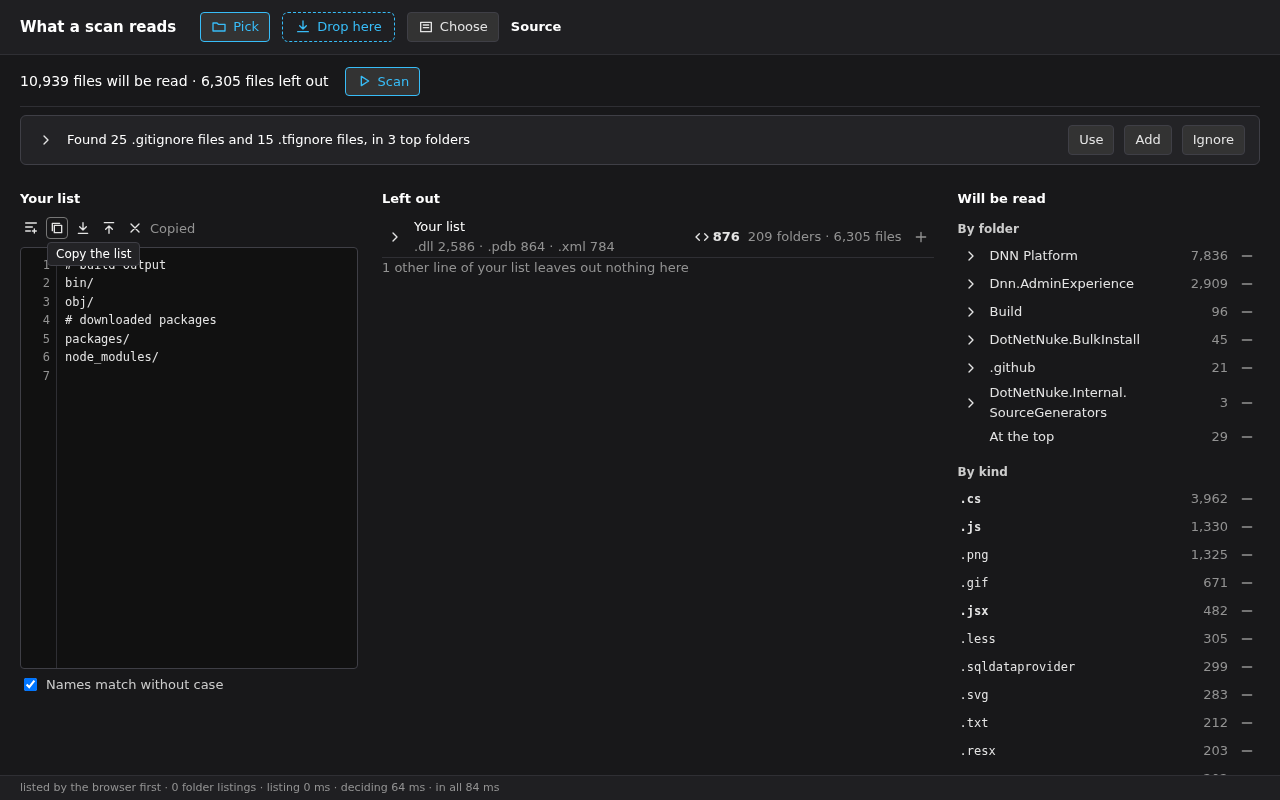 What a scan reads
Pick
Drop here
Choose
Source
10,939 files will be read · 6,305 files left out
Scan
Found 25 .gitignore files and 15 .tfignore files, in 3 top folders
Use
Add
Ignore
Your list
Copied
Copy the list
1
2 bin/
3 obj/
4 # downloaded packages
5 packages/
6 node_modules/
7
Names match without case
Left out
Your list
.dll 2,586 · .pdb 864 · .xml 784
876 209 folders · 6,305 files
1 other line of your list leaves out nothing here
Will be read
By folder
DNN Platform 7,836
Dnn.AdminExperience 2,909
Build 96
DotNetNuke.BulkInstall 45
.github 21
DotNetNuke.Internal.
SourceGenerators 3
At the top 29
By kind
.cs 3,962
.js 1,330
.png 1,325
.gif 671
.jsx 482
.less 305
.sqldataprovider 299
.svg 283
.txt 212
.resx 203
listed by the browser first · 0 folder listings · listing 0 ms · deciding 64 ms · in all 84 ms